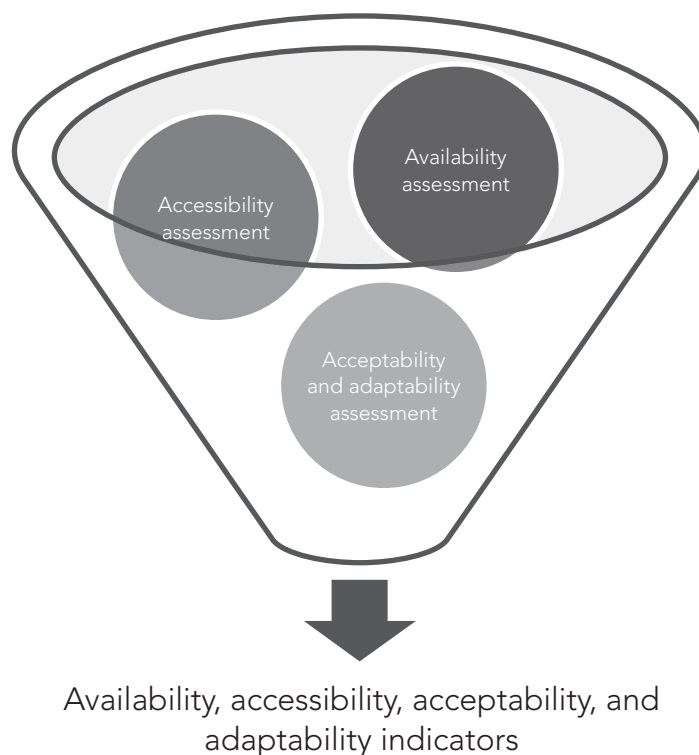 Availability
assessment
Accessibility
assessment
Acceptability
and adaptability
assessment
Availability, accessibility, acceptability, and
adaptability indicators